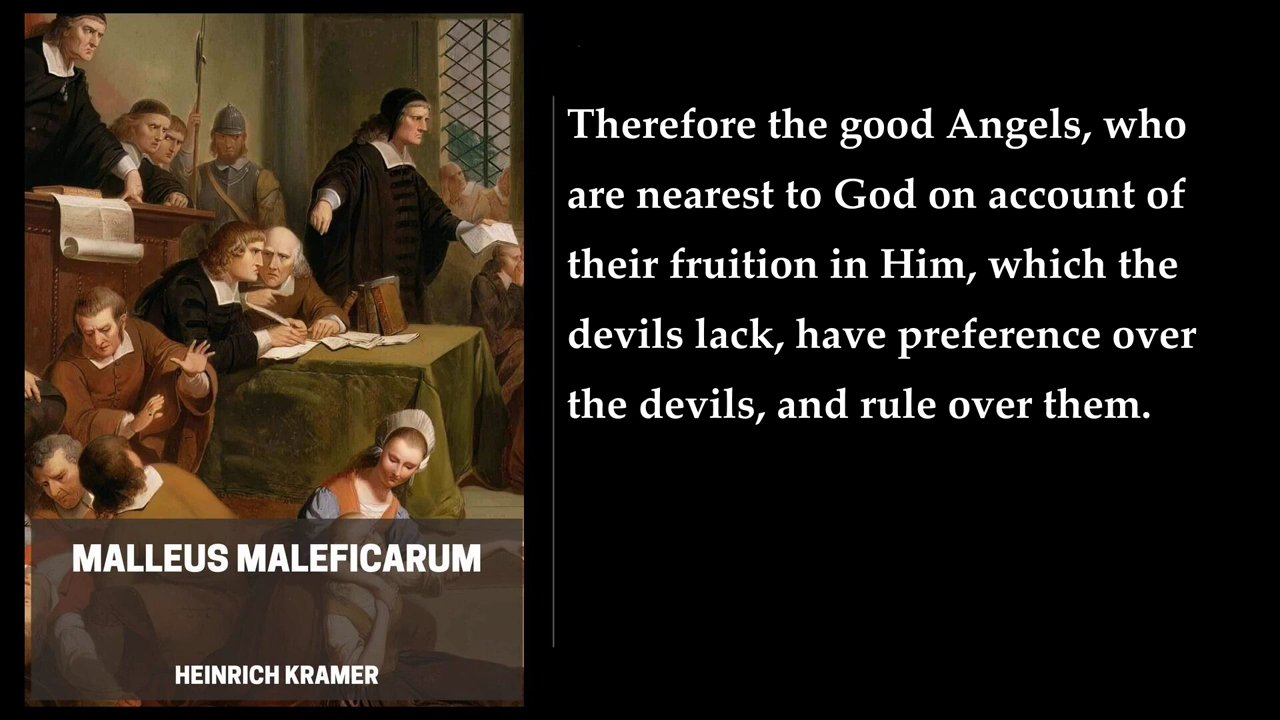 MALLEUS MALEFICARUM
HEINRICH KRAMER
Therefore the good Angels, who
are nearest to God on account of
their fruition in Him, which the
devils lack, have preference over
the devils, and rule over them.